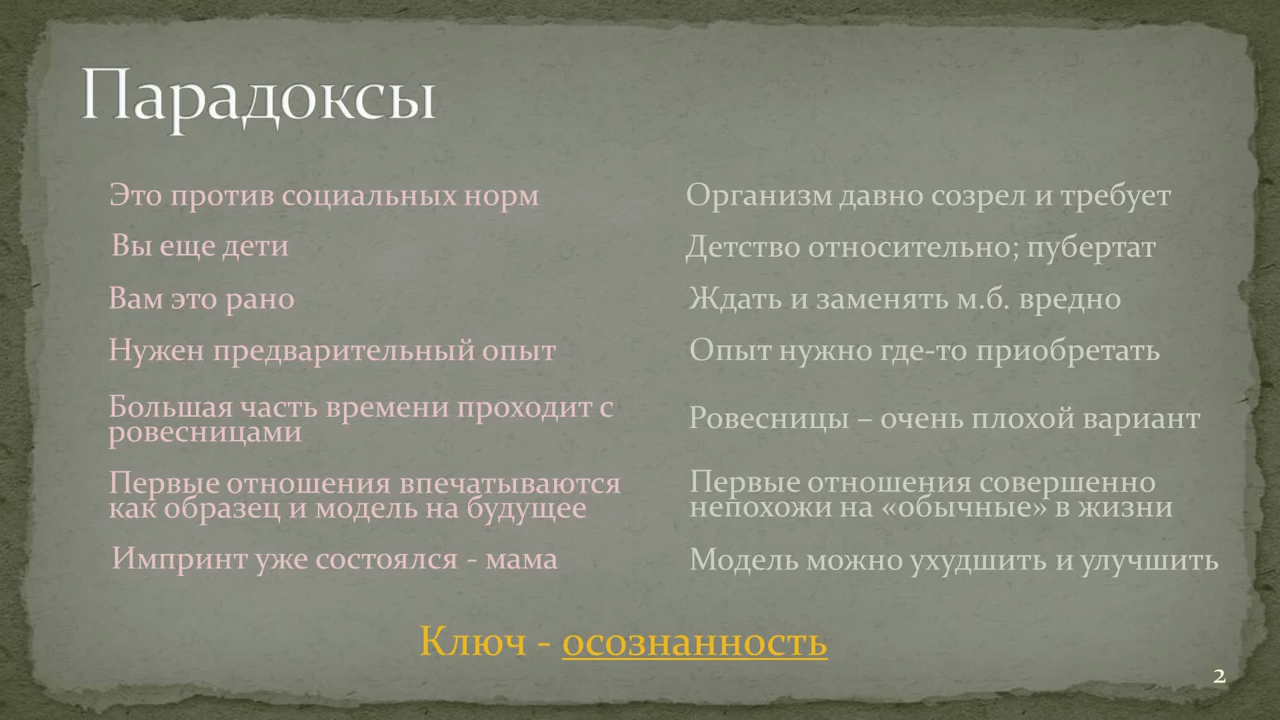 Парадоксы
Это против социальных норм
Организм давно созрел и требует
Вы еще дети
Детство относительно; пубертат
Вам это рано
Ждать и заменять м.б. вредно
Нужен предварительный опыт
Опыт нужно где-то приобретать
Большая часть времени проходит с
ровесницами
Ровесницы – очень плохой вариант
Первые отношения впечатываются
как образец и модель на будущее
Первые отношения совершенно
непохожи на «обычные» в жизни
Импринт уже состоялся - мама
Модель можно ухудшить и улучшить
Ключ - осознанность
2